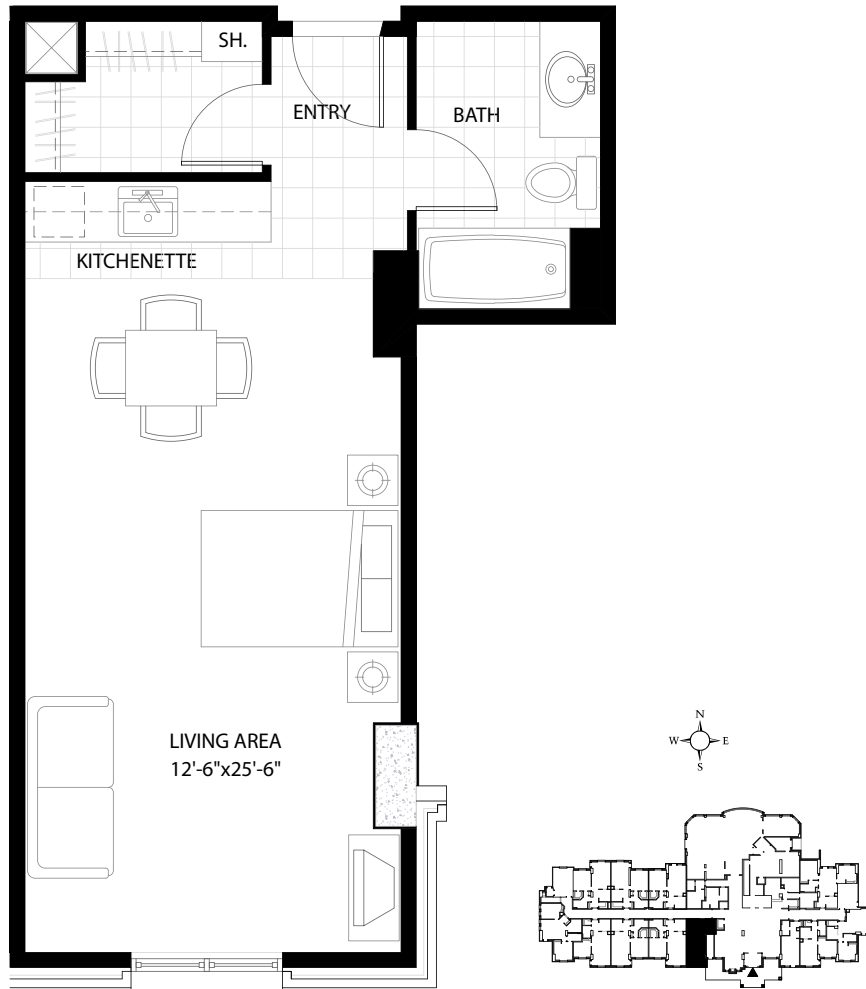 SH.
ENTRY
BATH
KITCHENETTE
LIVING AREA
12'-6"x25'-6"
N
W E
S